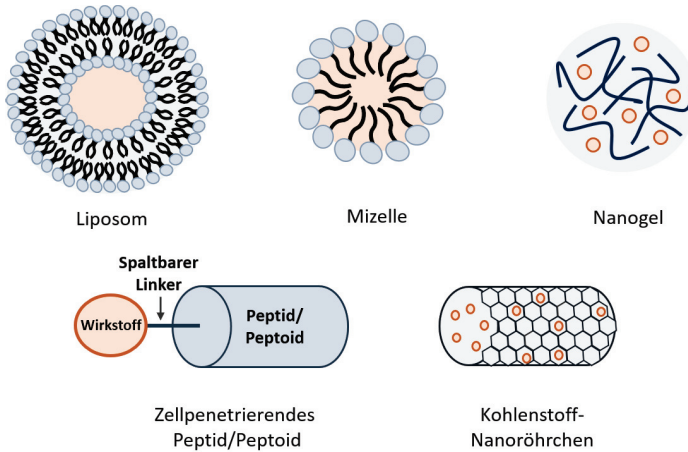 Liposom
Mizelle
Nanogel
Spaltbarer
Linker
Wirkstoff
Peptid/
Peptoid
Zellpenetrierendes
Peptid/Peptoid
Kohlenstoff-
Nanoröhrchen